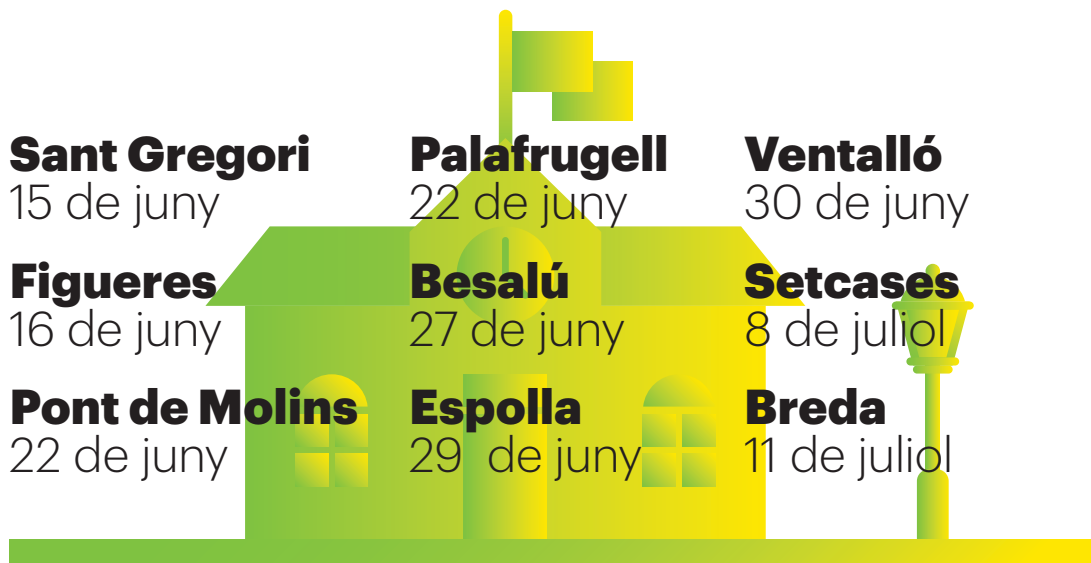 Sant Gregori
15 de juny
Figueres
16 de juny
Pont de Molins
22 de juny
Palafrugell
22 de juny
Besalú
27 de juny
Espolla
29 de juny
Ventalló
30 de juny
Setcases
8 de juliol
Breda
11 de juliol